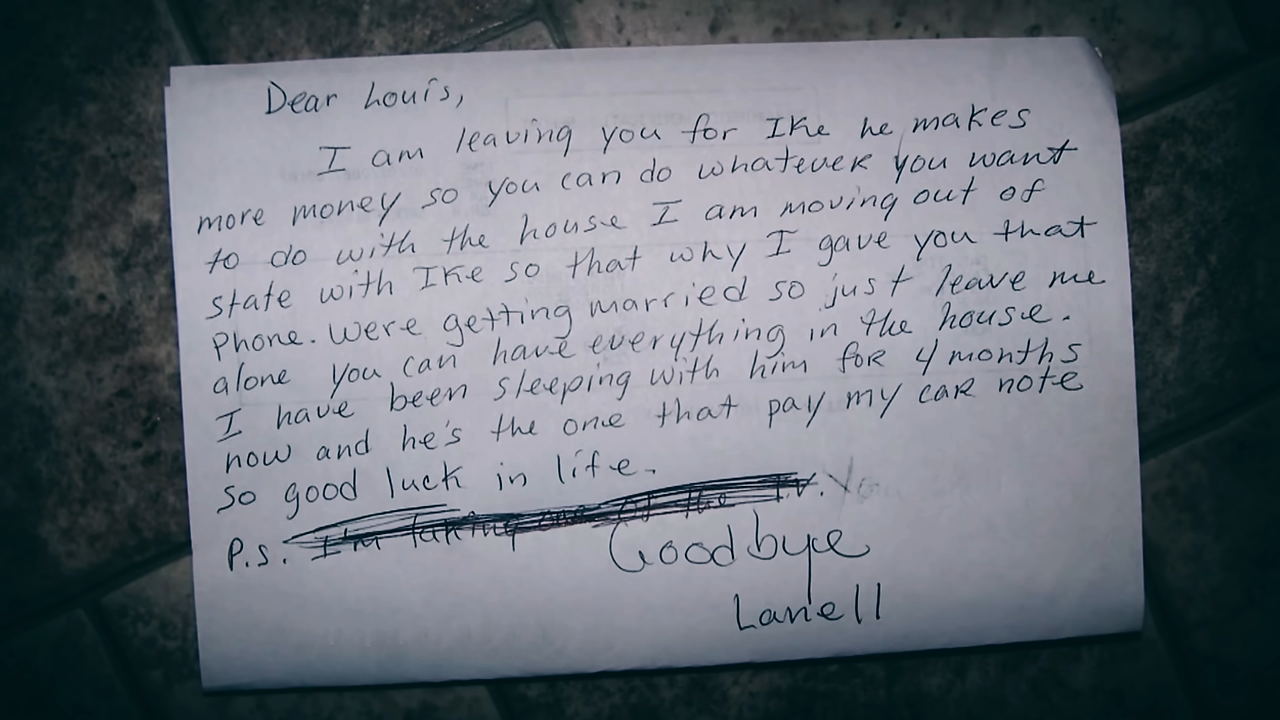 Dear Louis,
I am leaving you for Ike he makes
more money so you can do whatever you want
to do with the house I am moving out of
state with Ike so that why I gave you that
Phone. Were getting married so just leave me
alone you can have everything in the house.
I have been sleeping with him for 4 months
now and he's the one that pay my car note
so good luck in life.
P.s. I'm taking one of the T.V.
Goodbye
Lanell